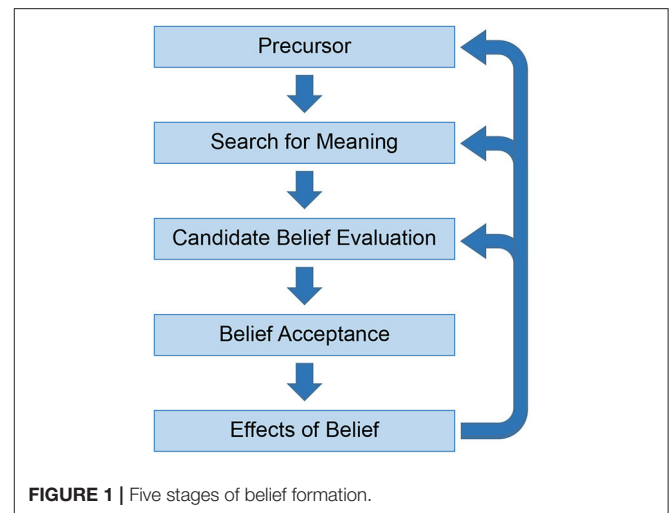 Precursor
Search for Meaning
Candidate Belief Evaluation
Belief Acceptance
Effects of Belief
FIGURE 1 | Five stages of belief formation.